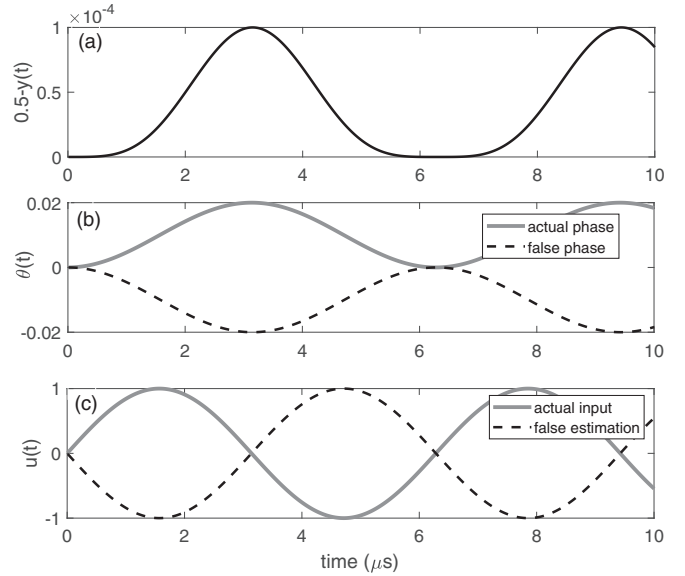 ×10⁻⁴
(a)
1
0.5
0
0.5-y(t)
0 2 4 6 8 10
(b)
0.02
0
-0.02
θ(t)
actual phase
false phase
0 2 4 6 8 10
(c)
1
0
-1
u(t)
actual input
false estimation
0 2 4 6 8 10
time (μs)